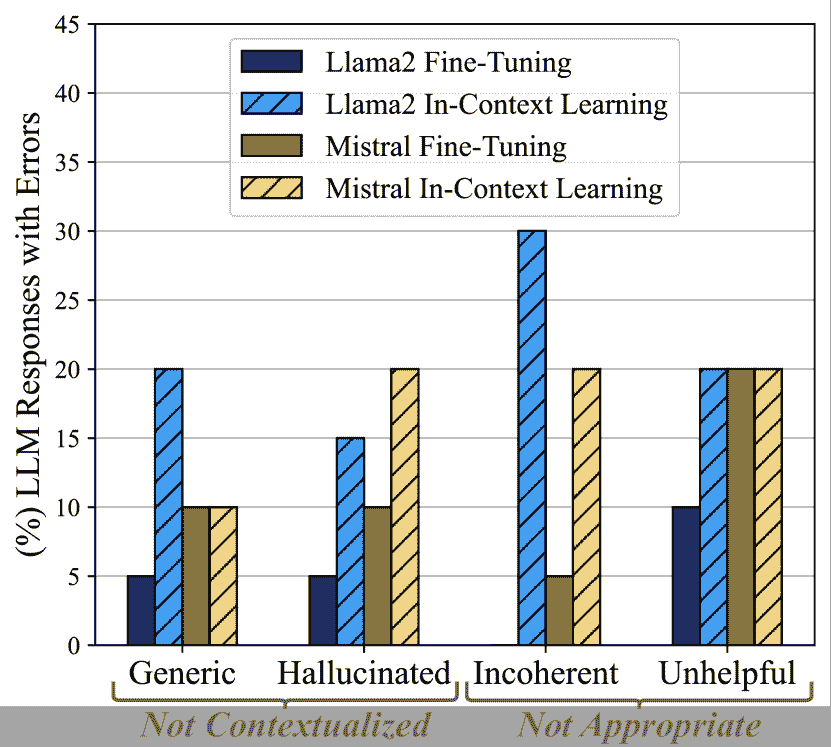 (%) LLM Responses with Errors
45
40
35
30
25
20
15
10
5
0
Llama2 Fine-Tuning
Llama2 In-Context Learning
Mistral Fine-Tuning
Mistral In-Context Learning
Generic Hallucinated Incoherent Unhelpful
Not Contextualized Not Appropriate